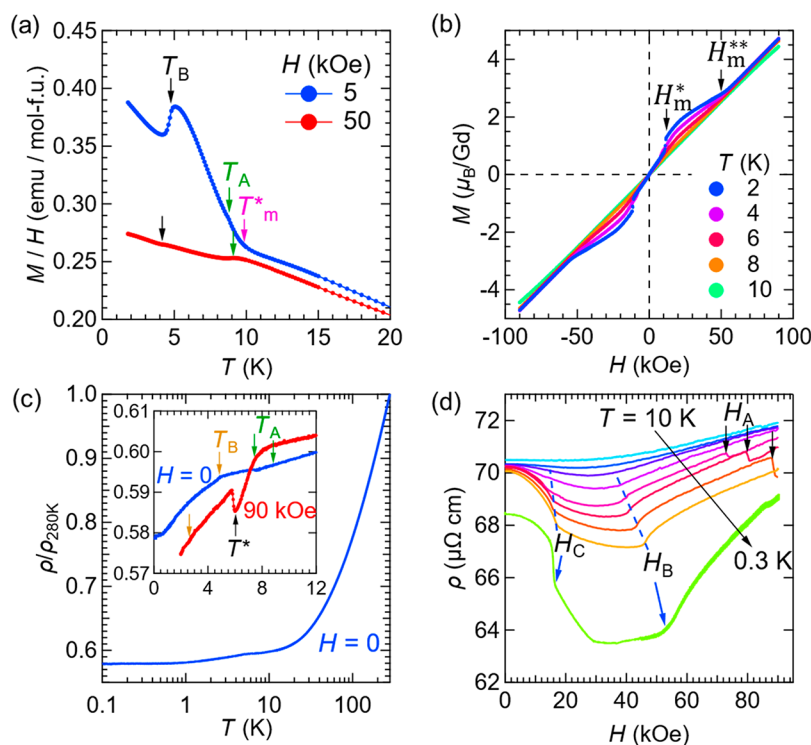 (a)
T_B
H (kOe)
5
50
T_A
T*_m
M / H (emu / mol-f.u.)
0.45
0.40
0.35
0.30
0.25
0.20
0
5
10
15
20
T (K)
(b)
H_m^*
H_m^**
M (μ_B/Gd)
4
2
0
-2
-4
T (K)
2
4
6
8
10
-100
-50
0
50
100
H (kOe)
(c)
ρ/ρ_280K
1.0
0.9
0.8
0.7
0.6
0.61
0.60
0.59
0.58
0.57
T_B
T_A
H = 0
90 kOe
T*
0
4
8
12
H = 0
0.1
1
10
100
T (K)
(d)
ρ (μΩ cm)
72
70
68
66
64
62
T = 10 K
H_A
H_C
H_B
0.3 K
0
20
40
60
80
H (kOe)